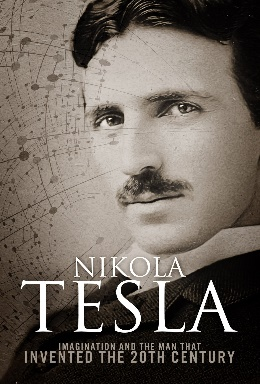 NIKOLA
TESLA
IMAGINATION AND THE MAN THAT
INVENTED THE 20TH CENTURY